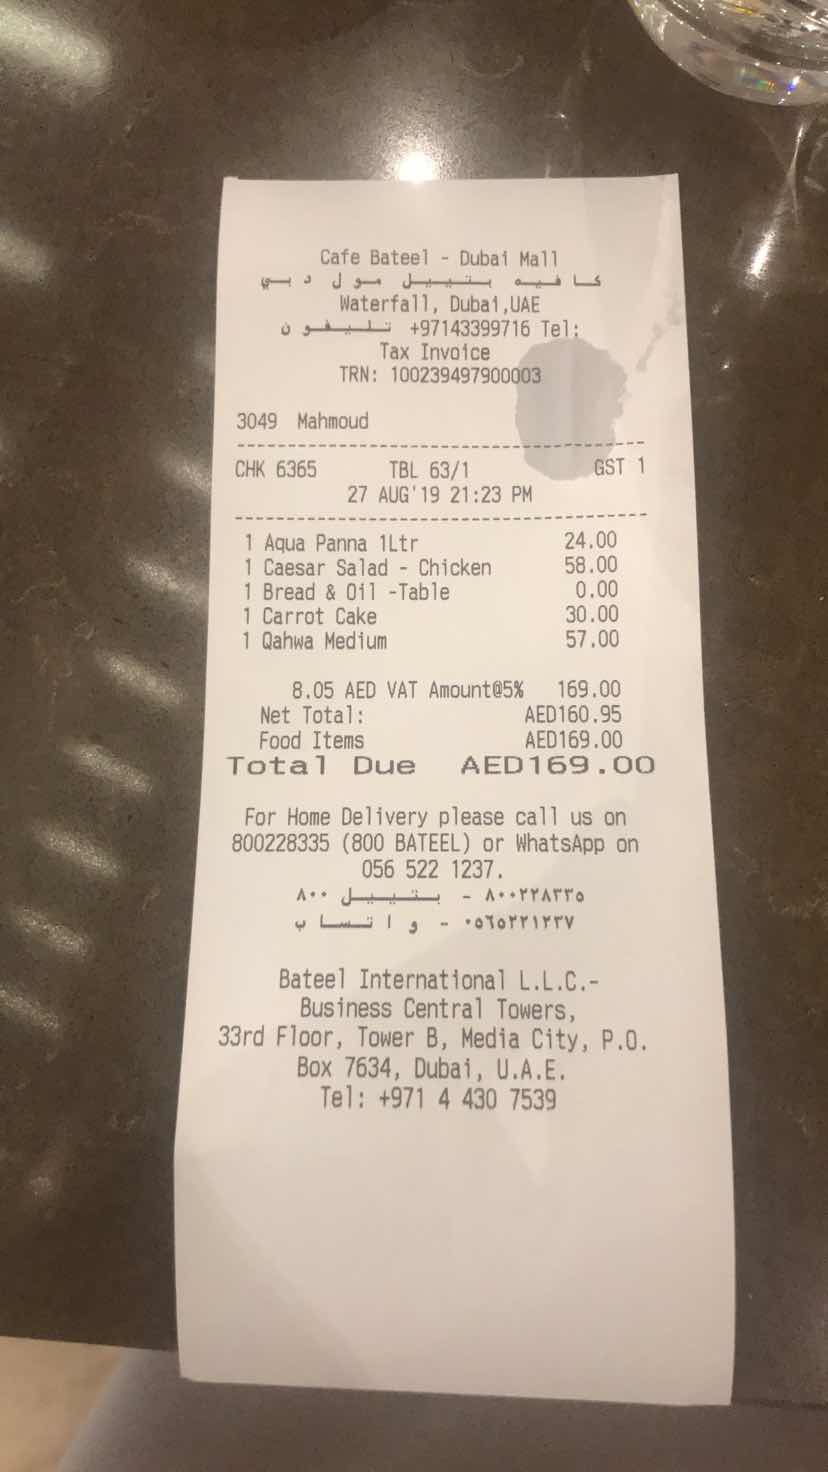 Cafe Bateel - Dubai Mall
كافيه بتييل مول دبي
Waterfall, Dubai,UAE
تليفون +97143399716 Tel:
Tax Invoice
TRN: 100239497900003
3049 Mahmoud
CHK 6365 TBL 63/1 GST 1
27 AUG'19 21:23 PM
1 Aqua Panna 1Ltr 24.00
1 Caesar Salad - Chicken 58.00
1 Bread & Oil -Table 0.00
1 Carrot Cake 30.00
1 Qahwa Medium 57.00
8.05 AED VAT Amount@5% 169.00
Net Total: AED160.95
Food Items AED169.00
Total Due AED169.00
For Home Delivery please call us on
800228335 (800 BATEEL) or WhatsApp on
056 522 1237.
٨٠٠٢٢٨٣٣٥ - بتييل ٨٠٠
٠٥٦٥٢٢١٢٣٧ - واتساب
Bateel International L.L.C.-
Business Central Towers,
33rd Floor, Tower B, Media City, P.O.
Box 7634, Dubai, U.A.E.
Tel: +971 4 430 7539